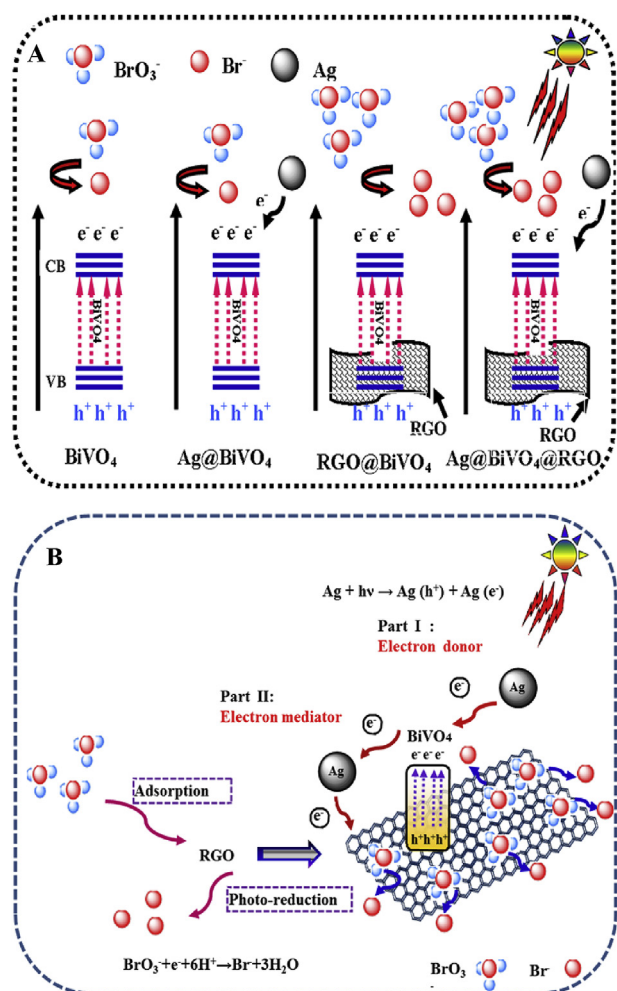 A
BrO₃⁻ Br⁻ Ag
e⁻ e⁻
e⁻ e⁻ e⁻ e⁻ e⁻ e⁻ e⁻ e⁻ e⁻ e⁻ e⁻ e⁻
CB
BiVO4 BiVO4 BiVO4 BiVO4
VB
h⁺ h⁺ h⁺ h⁺ h⁺ h⁺ h⁺ h⁺ h⁺ h⁺ h⁺ h⁺
RGO RGO
BiVO₄ Ag@BiVO₄ RGO@BiVO₄ Ag@BiVO₄@RGO
B
Ag + hν → Ag (h⁺) + Ag (e⁻)
Part I :
Electron donor
Part II:
Electron mediator
e⁻ Ag
e⁻
BiVO₄
e⁻ e⁻ e⁻
Ag
Adsorption
e⁻
h⁺h⁺h⁺
RGO
Photo-reduction
BrO₃⁻+e⁻+6H⁺→Br⁻+3H₂O
BrO₃⁻ Br⁻